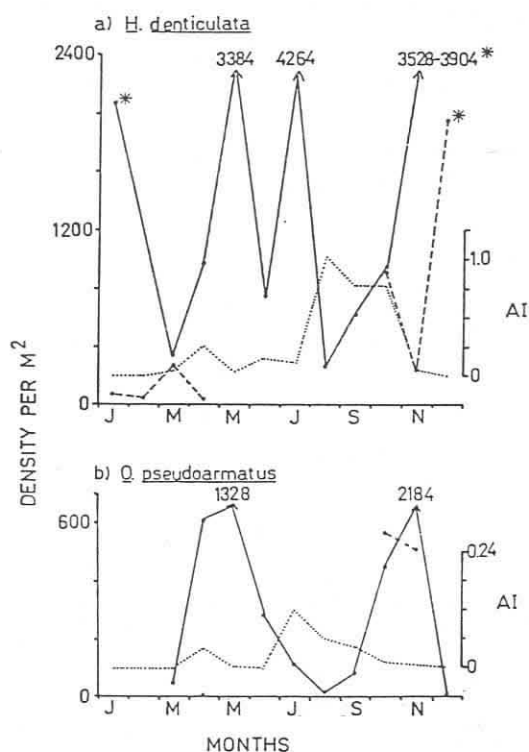 a) H. denticulata
3384 4264 3528-3904*
2400
*
*
1200
1.0
AI
0
0
J M M J S N
DENSITY PER M2
b) O. pseudoarmatus
1328 2184
600
0.24
AI
0
0
J M M J S N
MONTHS